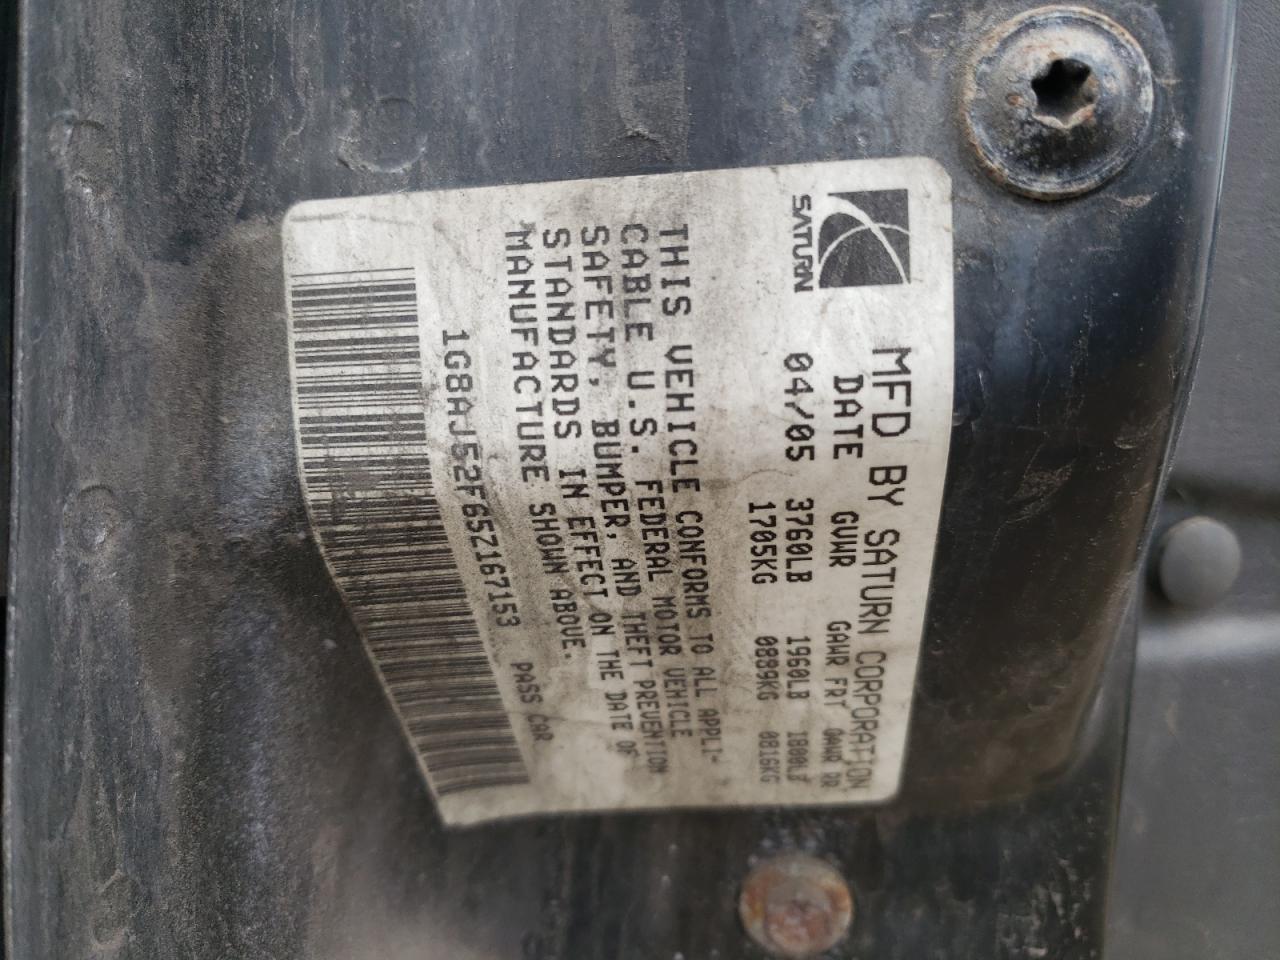 SATURN
MFD BY SATURN CORPORATION
DATE GVWR GAWR FRT GAWR RR
04/05 3760LB 1960LB 1800LB
1705KG 0889KG 0816KG
THIS VEHICLE CONFORMS TO ALL APPLI-
CABLE U.S. FEDERAL MOTOR VEHICLE
SAFETY, BUMPER, AND THEFT PREVENTION
STANDARDS IN EFFECT ON THE DATE OF
MANUFACTURE SHOWN ABOVE.
1G8AJ52F65Z167153 PASS CAR